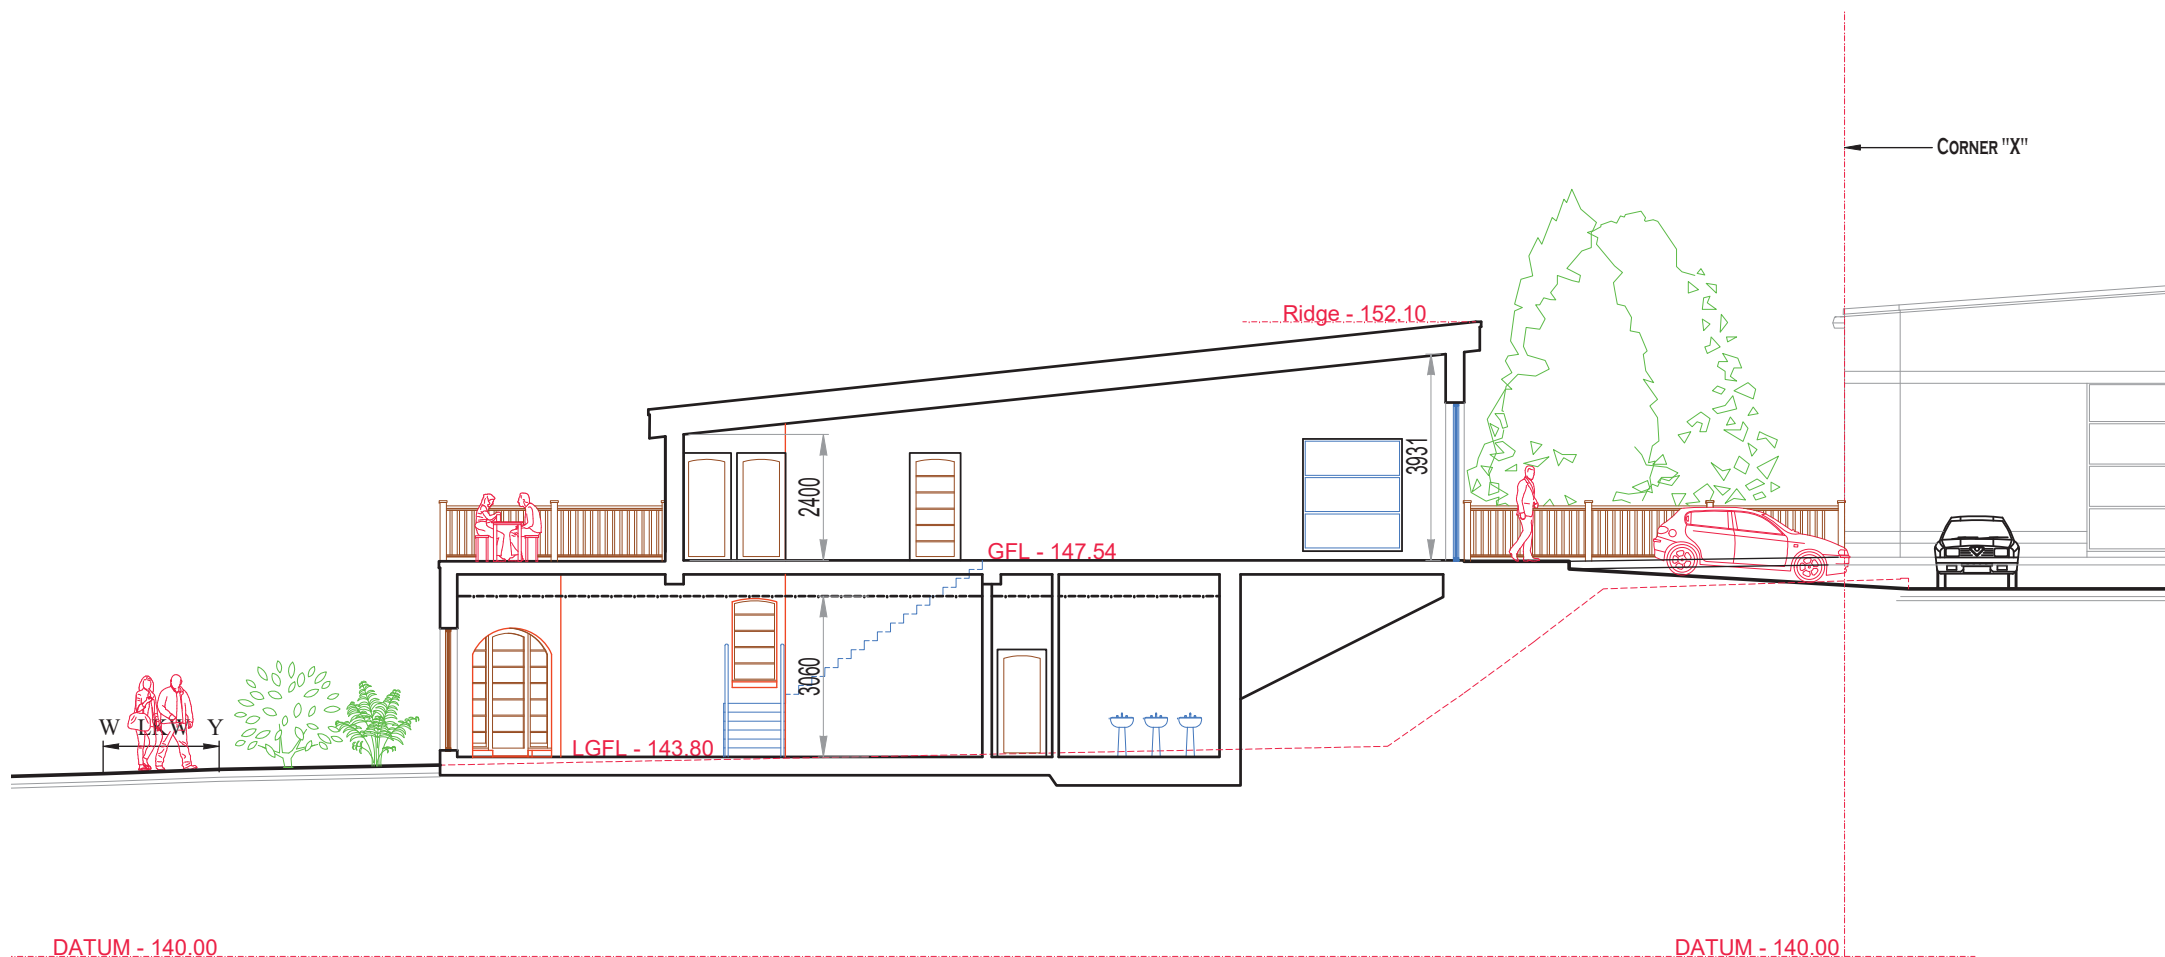 CORNER "X"
Ridge - 152.10
3931
2400
GFL - 147.54
3060
W LKW Y
LGFL - 143.80
DATUM - 140.00
DATUM - 140.00